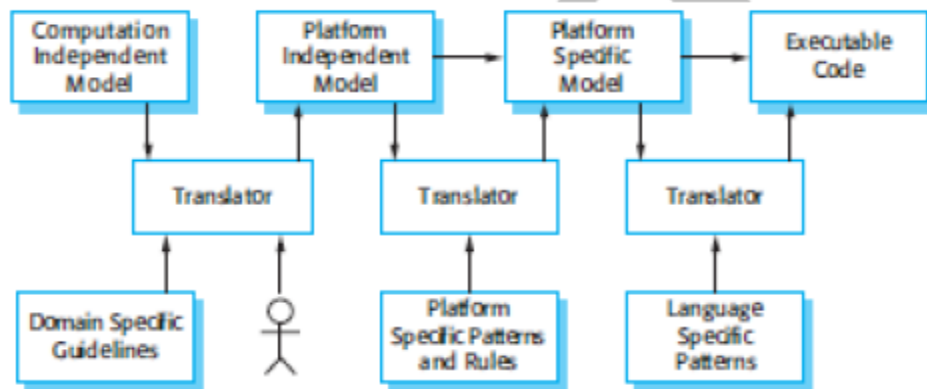 Computation
Independent
Model
Platform
Independent
Model
Platform
Specific
Model
Executable
Code
Translator
Translator
Translator
Domain Specific
Guidelines
Platform
Specific Patterns
and Rules
Language
Specific
Patterns